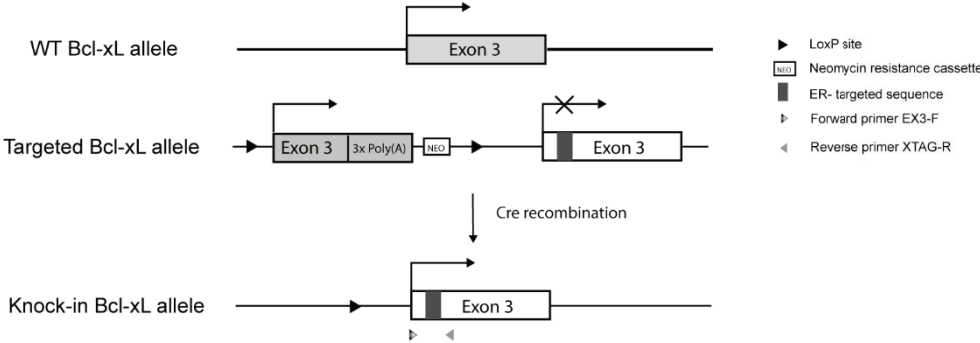 WT Bcl-xL allele
Exon 3
LoxP site
NEO
Neomycin resistance cassette
ER- targeted sequence
Forward primer EX3-F
Reverse primer XTAG-R
Targeted Bcl-xL allele
Exon 3
3x Poly(A)
NEO
Exon 3
Cre recombination
Knock-in Bcl-xL allele
Exon 3